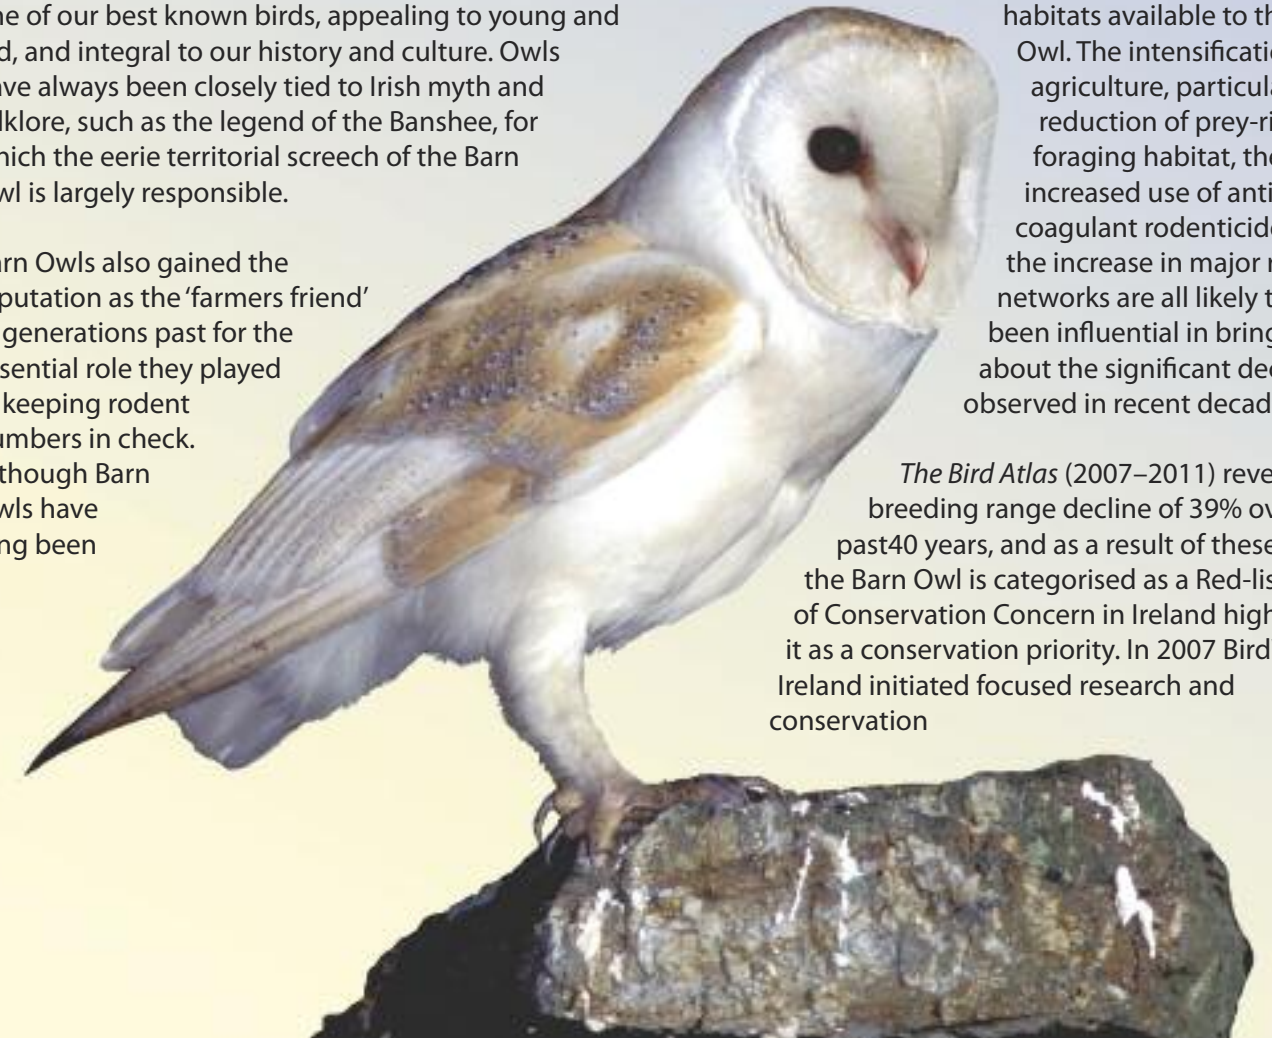 ne of our best known birds, appealing to young and
d, and integral to our history and culture. Owls
ve always been closely tied to Irish myth and
lklore, such as the legend of the Banshee, for
hich the eerie territorial screech of the Barn
wl is largely responsible.
arn Owls also gained the
putation as the ‘farmers friend’
generations past for the
sential role they played
keeping rodent
umbers in check.
though Barn
wls have
ng been
habitats available to th
Owl. The intensificatio
agriculture, particula
reduction of prey-ri
foraging habitat, the
increased use of anti
coagulant rodenticide
the increase in major r
networks are all likely t
been influential in bring
about the significant dec
observed in recent decad
The Bird Atlas (2007–2011) reve
breeding range decline of 39% ov
past40 years, and as a result of these
the Barn Owl is categorised as a Red-lis
of Conservation Concern in Ireland high
it as a conservation priority. In 2007 Bird
Ireland initiated focused research and
conservation